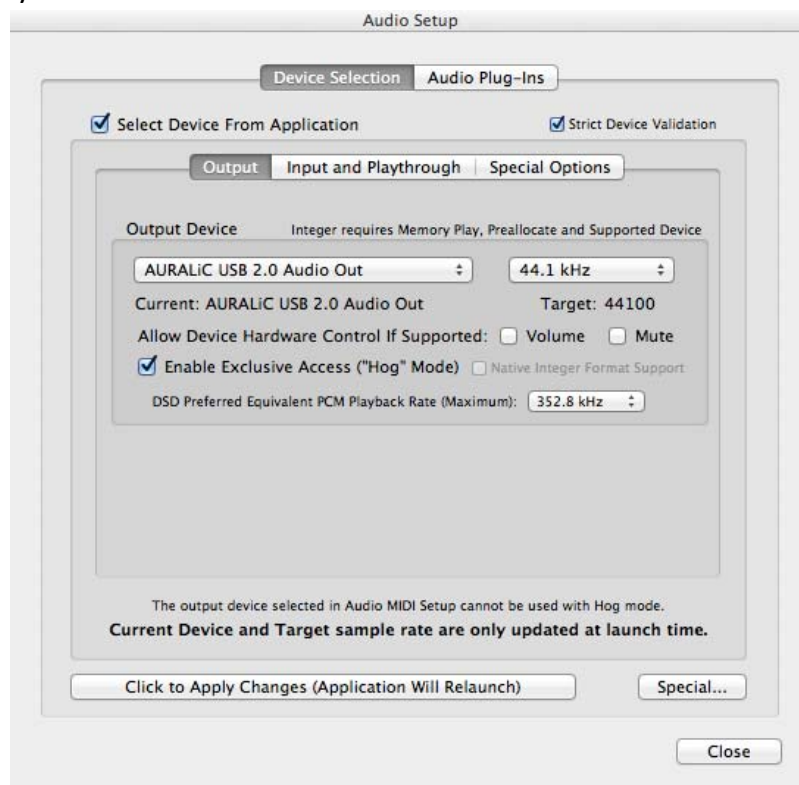 Audio Setup
Device Selection Audio Plug-Ins
Select Device From Application Strict Device Validation
Output Input and Playthrough Special Options
Output Device Integer requires Memory Play, Preallocate and Supported Device
AURALiC USB 2.0 Audio Out 44.1 kHz
Current: AURALiC USB 2.0 Audio Out Target: 44100
Allow Device Hardware Control If Supported: Volume Mute
Enable Exclusive Access ("Hog" Mode) Native Integer Format Support
DSD Preferred Equivalent PCM Playback Rate (Maximum): 352.8 kHz
The output device selected in Audio MIDI Setup cannot be used with Hog mode.
Current Device and Target sample rate are only updated at launch time.
Click to Apply Changes (Application Will Relaunch) Special...
Close